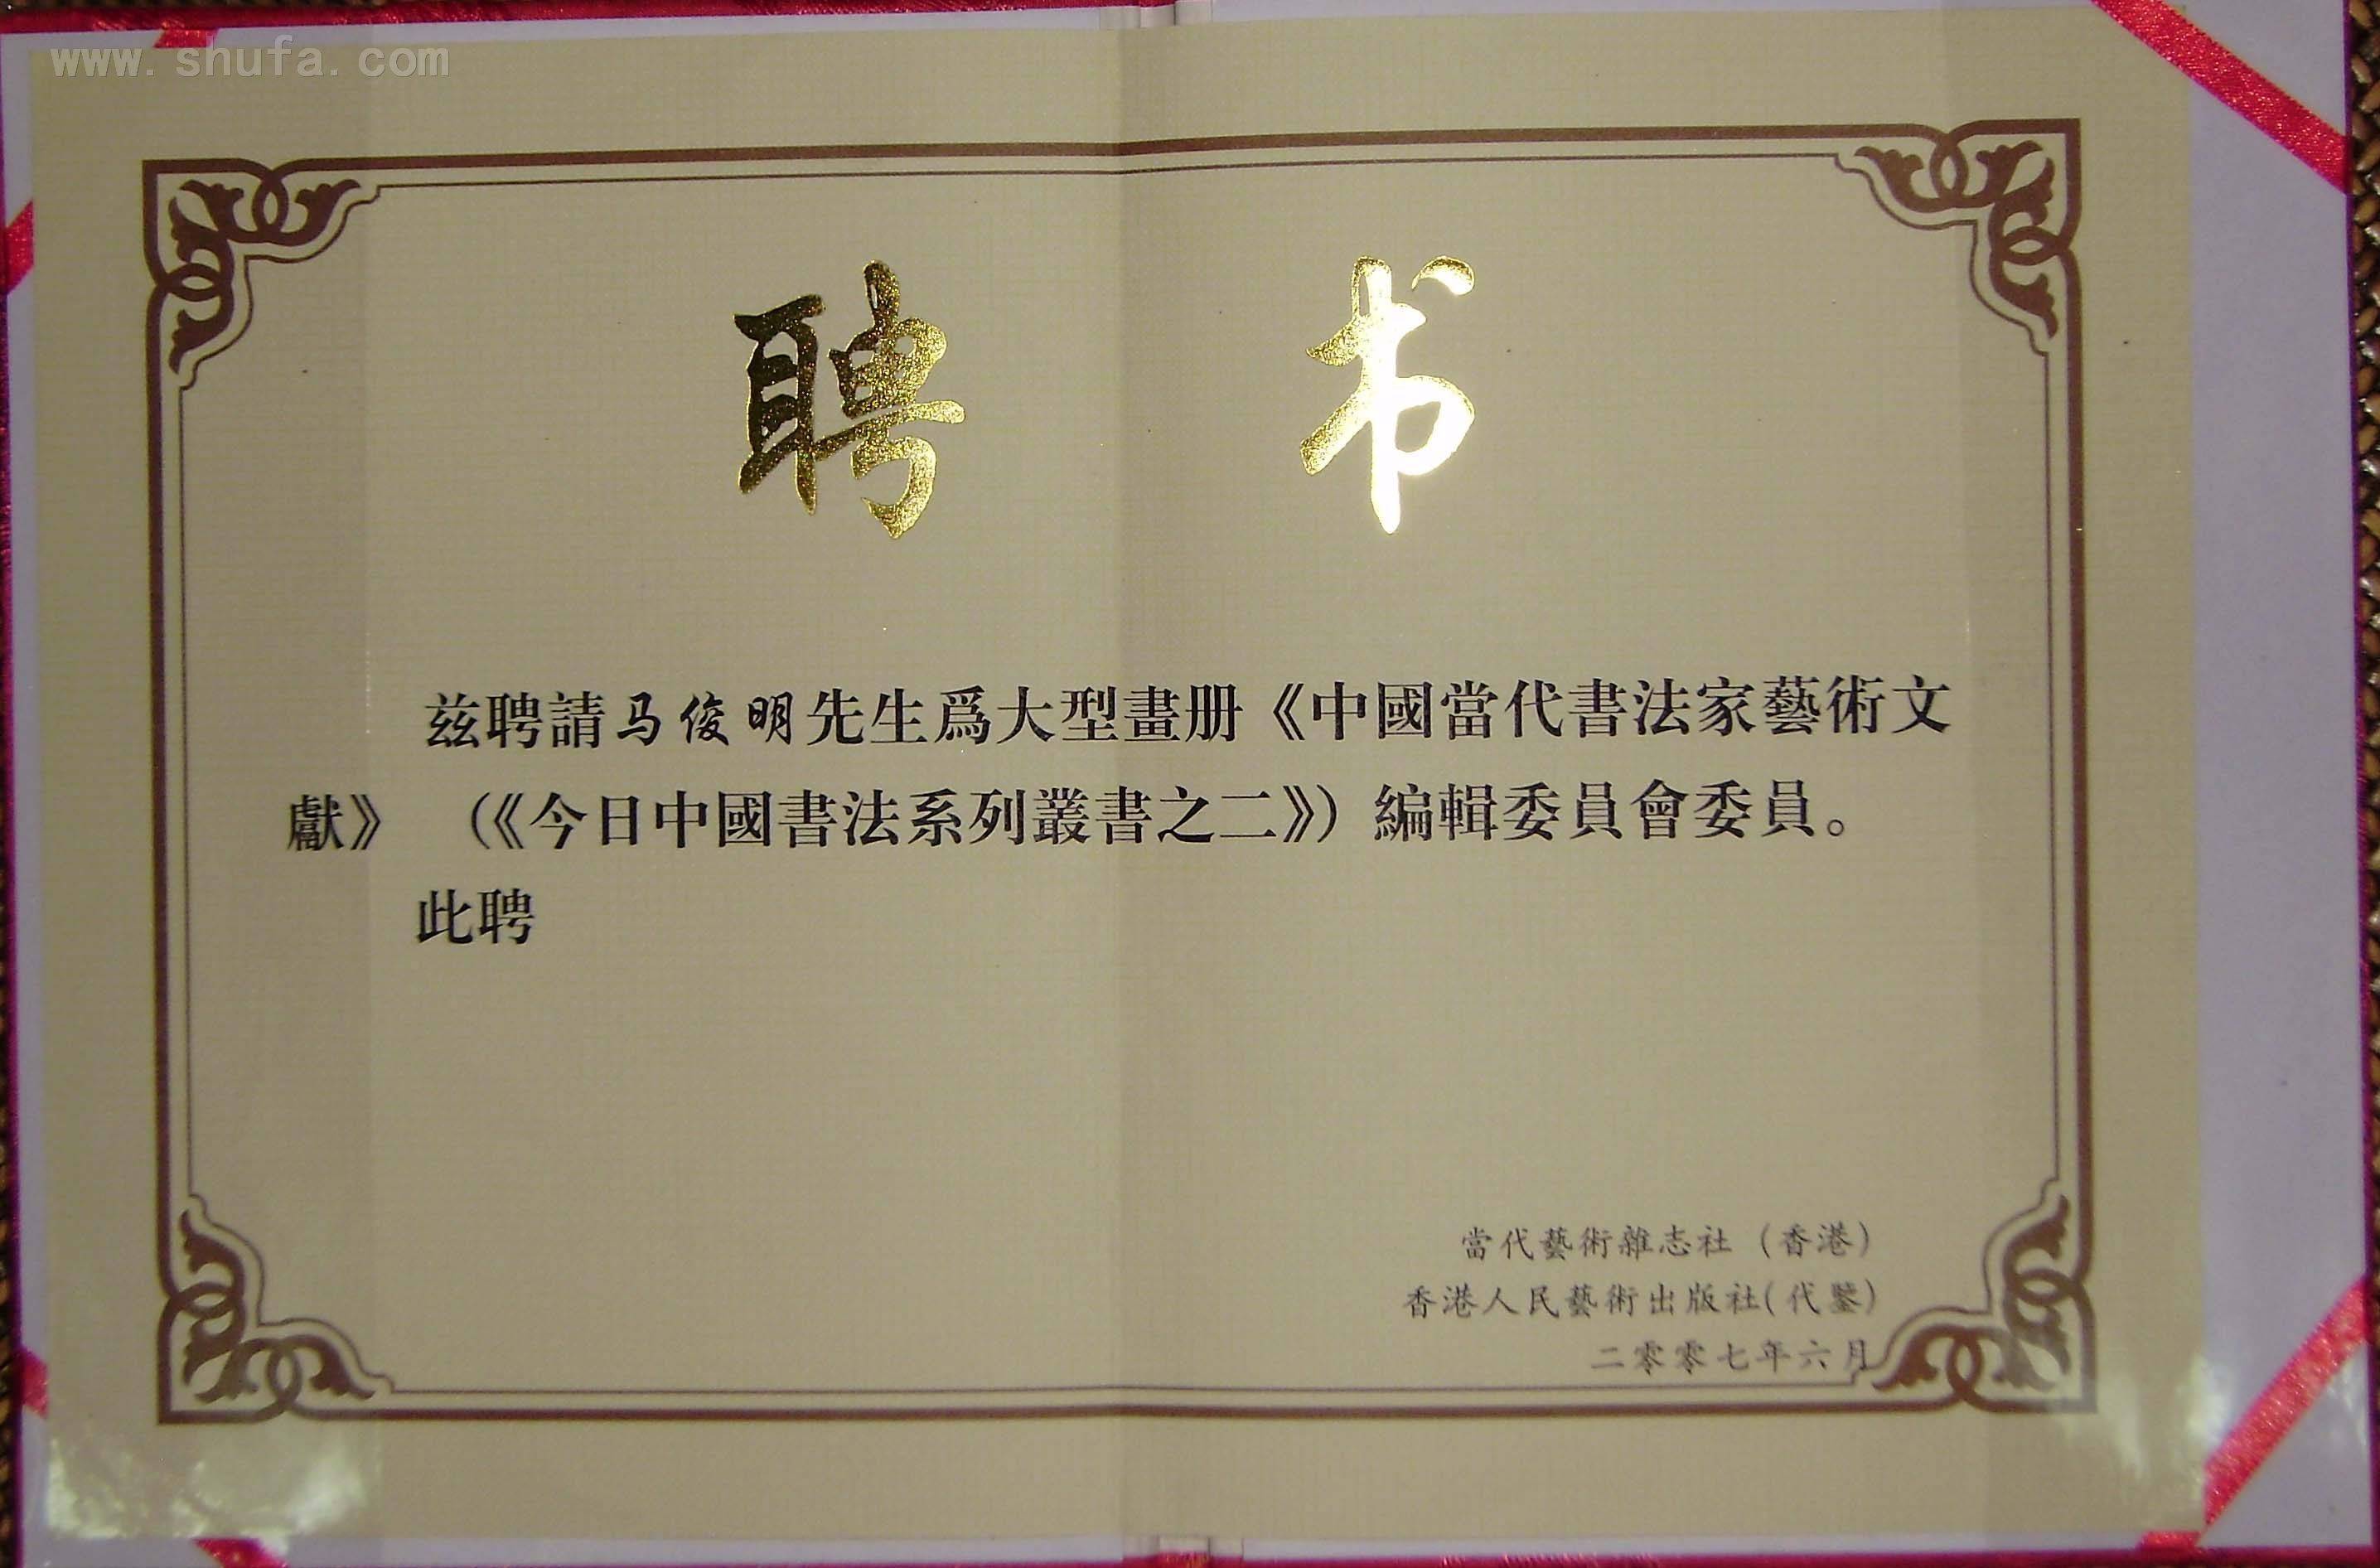 www.shufa.com
聘书
兹聘請马俊明先生爲大型畫册《中國當代書法家藝術文
獻》（《今日中國書法系列叢書之二》）編輯委員會委員。
此聘
當代藝術雜志社（香港）
香港人民藝術出版社(代鑒)
二零零七年六月